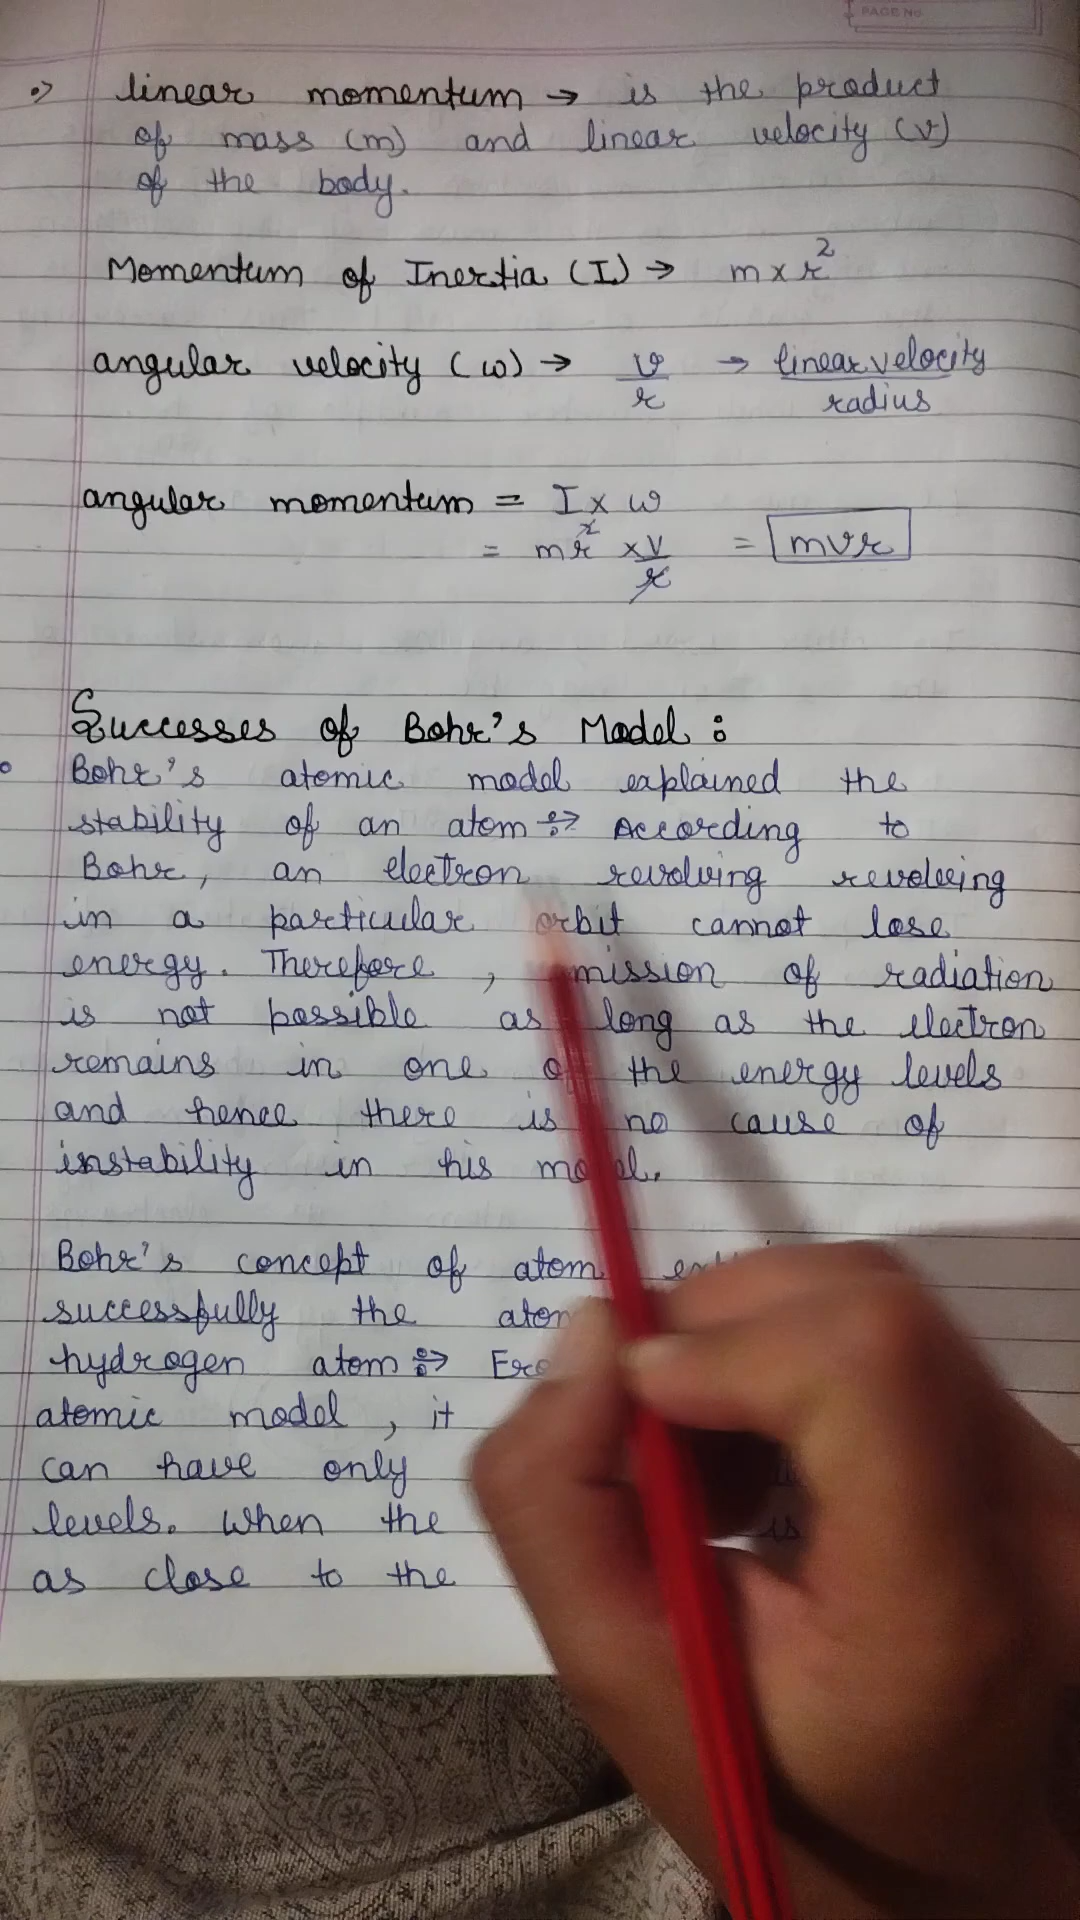 PAGE No
linear momentum → is the product
of mass (m) and linear velocity (v)
of the body.
Momentum of Inertia (I) → m x r²
angular velocity (ω) → v/r → linear velocity/radius
angular momentum = I x ω
= mr² x v/r = mvr
Successes of Bohr's Model :
Bohr's atomic model explained the
stability of an atom :→ According to
Bohr, an electron revolving revolving
in a particular orbit cannot lose
energy. Therefore, mission of radiation
is not possible as long as the electron
remains in one of the energy levels
and hence there is no cause of
instability in his model.
Bohr's concept of atom
successfully the
hydrogen atom :→
atomic model, it
can have only
levels. When the is
as close to the